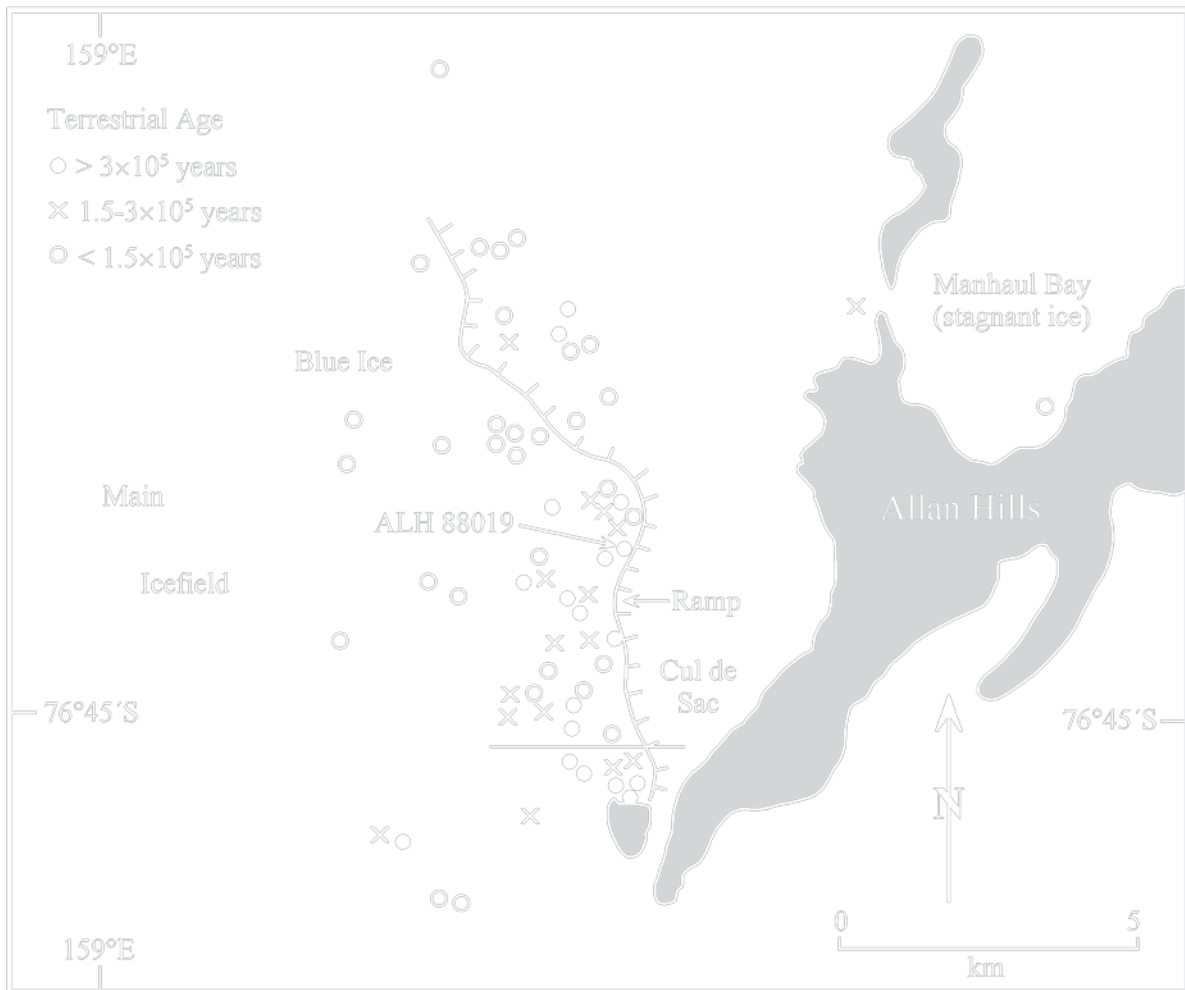 159°E
Terrestrial Age
> 3×10⁵ years
1.5-3×10⁵ years
< 1.5×10⁵ years
Manhaul Bay
(stagnant ice)
Blue Ice
Main
ALH 88019
Allan Hills
Icefield
Ramp
Cul de
Sac
76°45´S
76°45´S
N
0 5
km
159°E